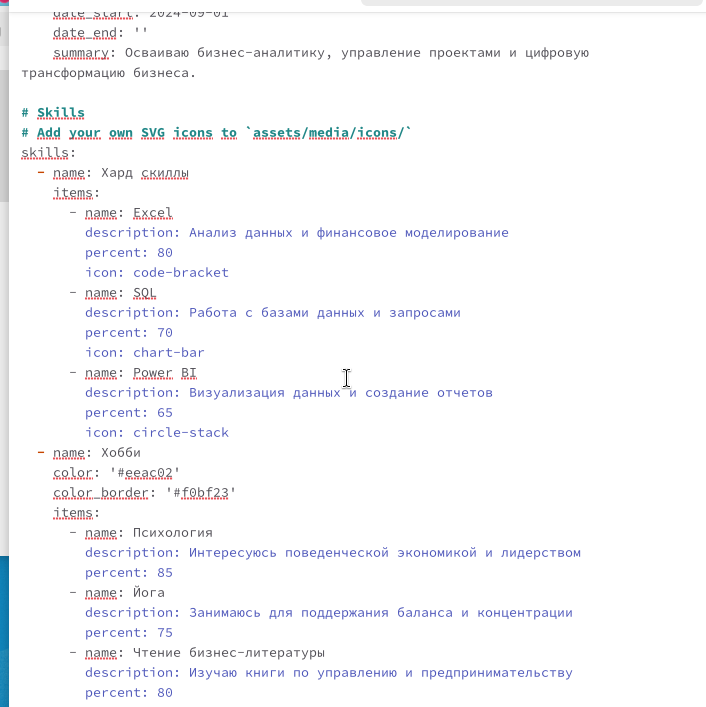 date_start: 2024-09-01
date_end: ''
summary: Осваиваю бизнес-аналитику, управление проектами и цифровую
трансформацию бизнеса.
# Skills
# Add your own SVG icons to `assets/media/icons/`
skills:
- name: Хард скиллы
items:
- name: Excel
description: Анализ данных и финансовое моделирование
percent: 80
icon: code-bracket
- name: SQL
description: Работа с базами данных и запросами
percent: 70
icon: chart-bar
- name: Power BI
description: Визуализация данных и создание отчетов
percent: 65
icon: circle-stack
- name: Хобби
color: '#eeac02'
color_border: '#f0bf23'
items:
- name: Психология
description: Интересуюсь поведенческой экономикой и лидерством
percent: 85
- name: Йога
description: Занимаюсь для поддержания баланса и концентрации
percent: 75
- name: Чтение бизнес-литературы
description: Изучаю книги по управлению и предпринимательству
percent: 80